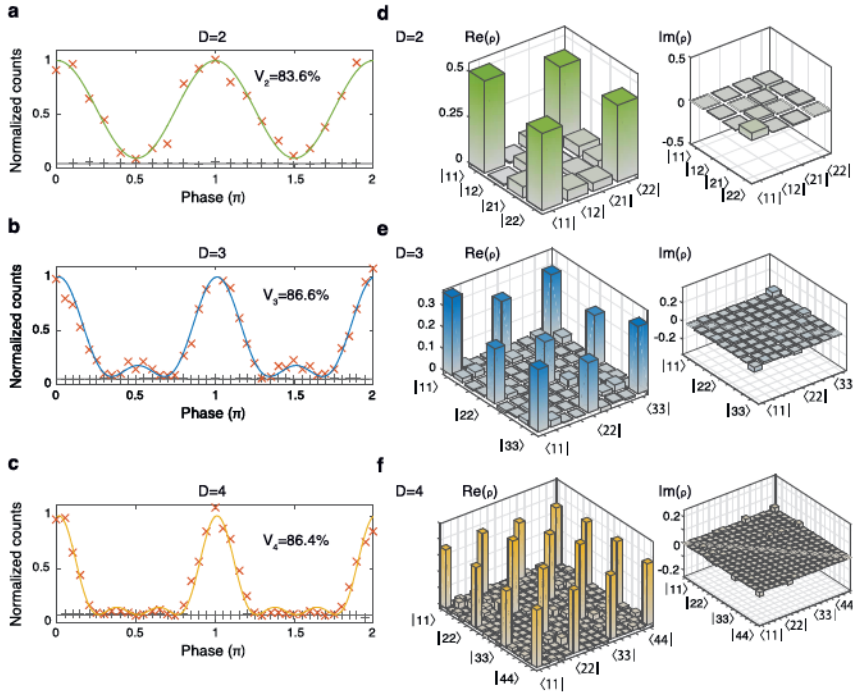 a
D=2
Normalized counts
1
0.5
0
V2=83.6%
0 0.5 1 1.5 2
Phase (π)
b
D=3
Normalized counts
1
0.5
0
V3=86.6%
0 0.5 1 1.5 2
Phase (π)
c
D=4
Normalized counts
1
0.5
0
V4=86.4%
0 0.5 1 1.5 2
Phase (π)
d
D=2 Re(ρ) Im(ρ)
0.5
0.25
0
|11⟩ |12⟩ |21⟩ |22⟩
⟨11| ⟨12| ⟨21| ⟨22|
0.5
0
-0.5
|11⟩ |12⟩ |21⟩ |22⟩
⟨11| ⟨12| ⟨21| ⟨22|
e
D=3 Re(ρ) Im(ρ)
0.3
0.2
0.1
0
|11⟩ |22⟩ |33⟩
⟨11| ⟨22| ⟨33|
0.2
0
-0.2
|11⟩ |22⟩ |33⟩
⟨11| ⟨22| ⟨33|
f
D=4 Re(ρ) Im(ρ)
|11⟩ |22⟩ |33⟩ |44⟩
⟨11| ⟨22| ⟨33| ⟨44|
0.2
0
-0.2
|11⟩ |22⟩ |33⟩ |44⟩
⟨11| ⟨22| ⟨33| ⟨44|